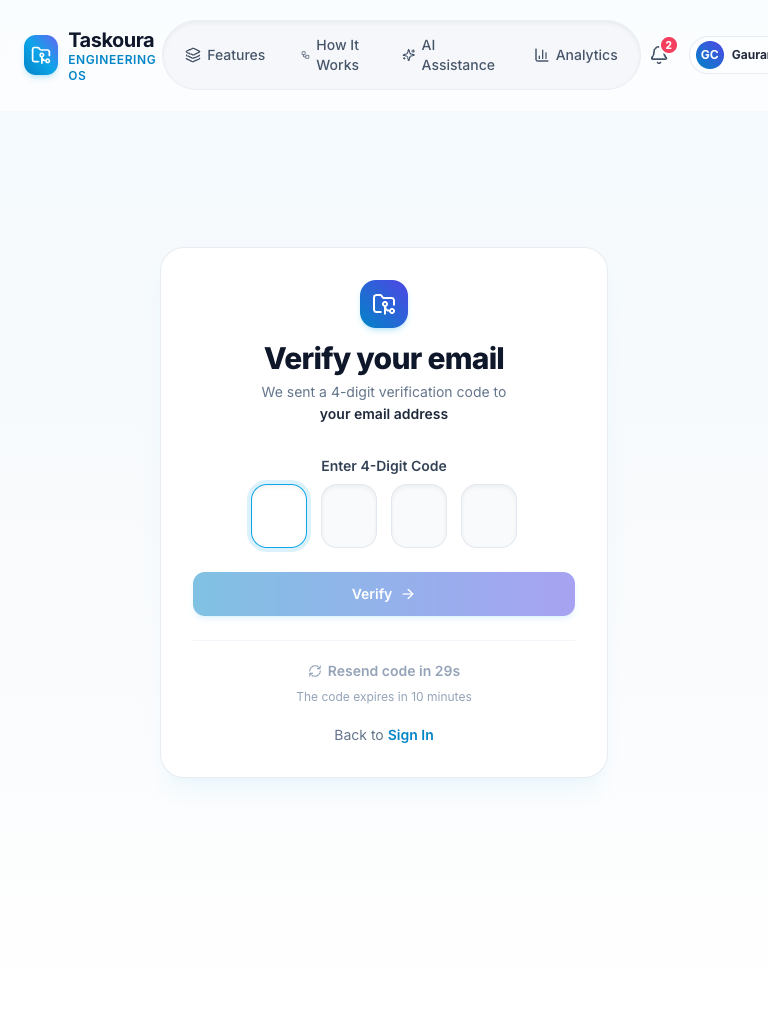 Taskoura
ENGINEERING
OS
Features
How It
Works
AI
Assistance
Analytics
2
GC
Verify your email
We sent a 4-digit verification code to
your email address
Enter 4-Digit Code
Verify
Resend code in 29s
The code expires in 10 minutes
Back to Sign In